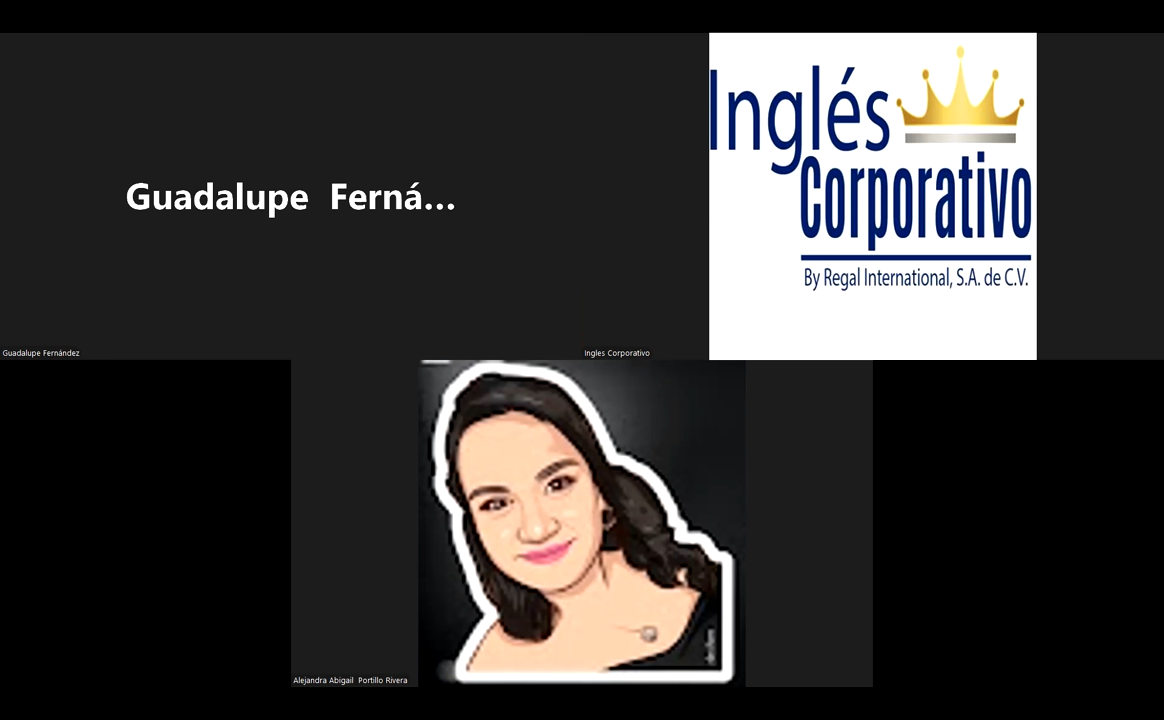 Guadalupe Ferná...
Inglés
Corporativo
By Regal International, S.A. de C.V.
Guadalupe Fernández
Ingles Corporativo
Alejandra Abigail Portillo Rivera